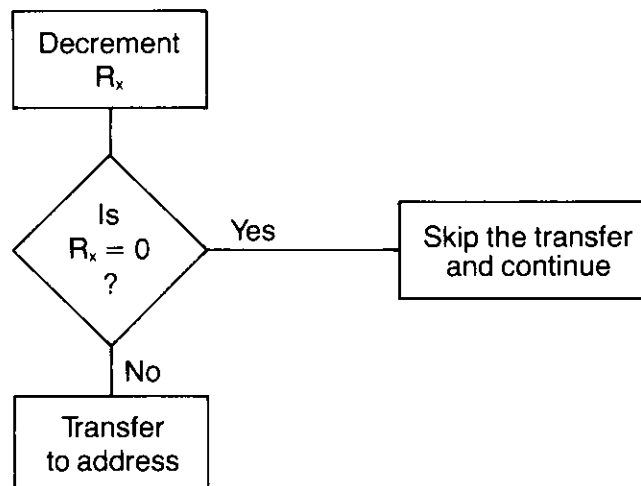 Decrement
Rₓ
Is
Rₓ = 0
?
Yes
Skip the transfer
and continue
No
Transfer
to address